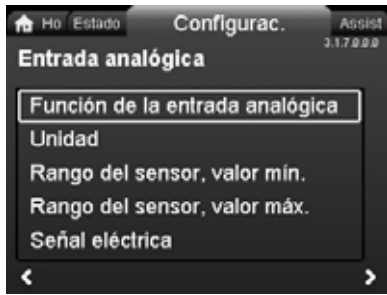 Ho Estado Configurac. Assist
3.1.7.0.0.0
Entrada analógica
Función de la entrada analógica
Unidad
Rango del sensor, valor mín.
Rango del sensor, valor máx.
Señal eléctrica